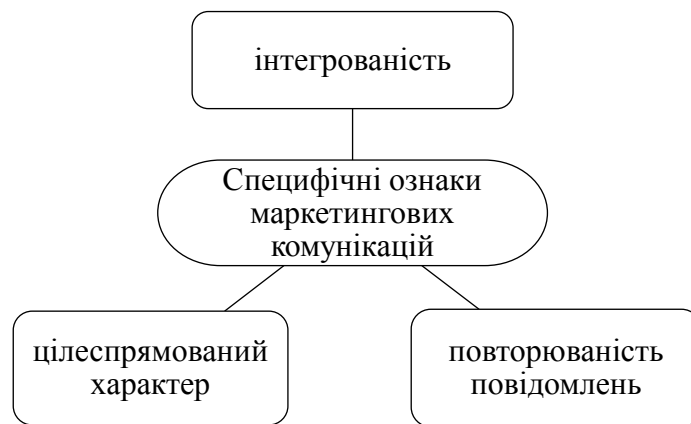 інтегрованість
Специфічні ознаки
маркетингових
комунікацій
цілеспрямований
характер
повторюваність
повідомлень